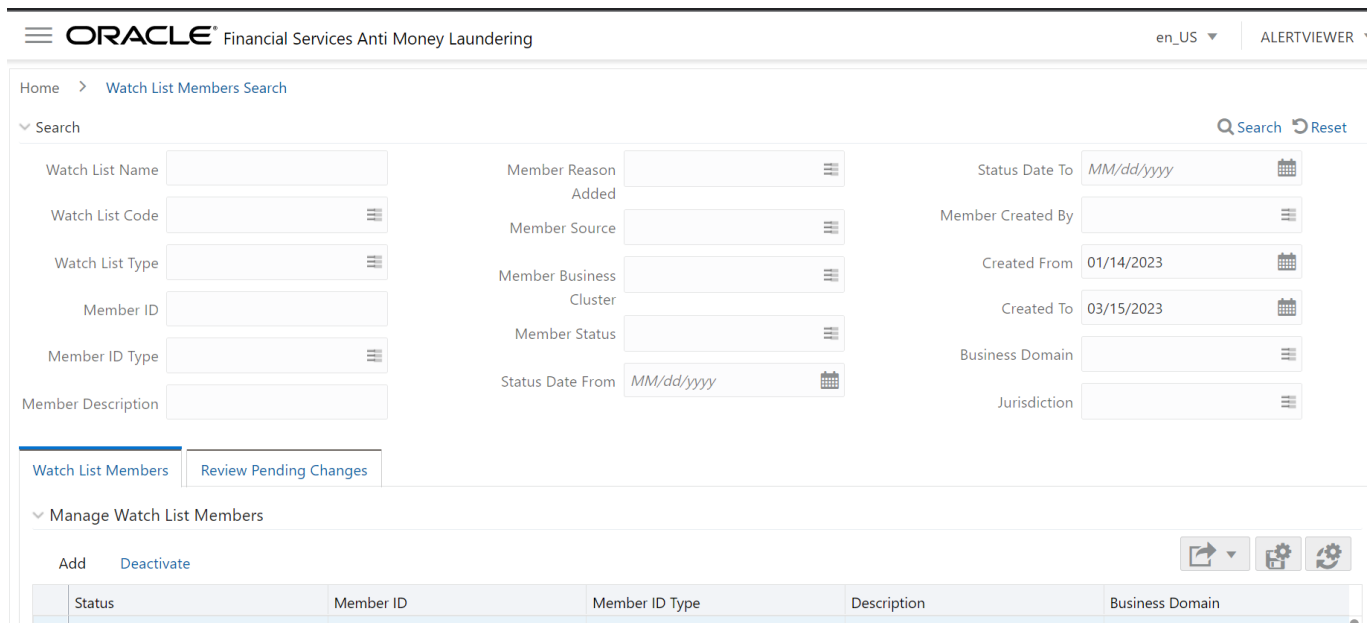 ORACLE® Financial Services Anti Money Laundering
en_US
ALERTVIEWER
Home > Watch List Members Search
Search
Search Reset
Watch List Name
Watch List Code
Watch List Type
Member ID
Member ID Type
Member Description
Member Reason
Added
Member Source
Member Business
Cluster
Member Status
Status Date From MM/dd/yyyy
Status Date To MM/dd/yyyy
Member Created By
Created From 01/14/2023
Created To 03/15/2023
Business Domain
Jurisdiction
Watch List Members Review Pending Changes
Manage Watch List Members
Add Deactivate
Status Member ID Member ID Type Description Business Domain